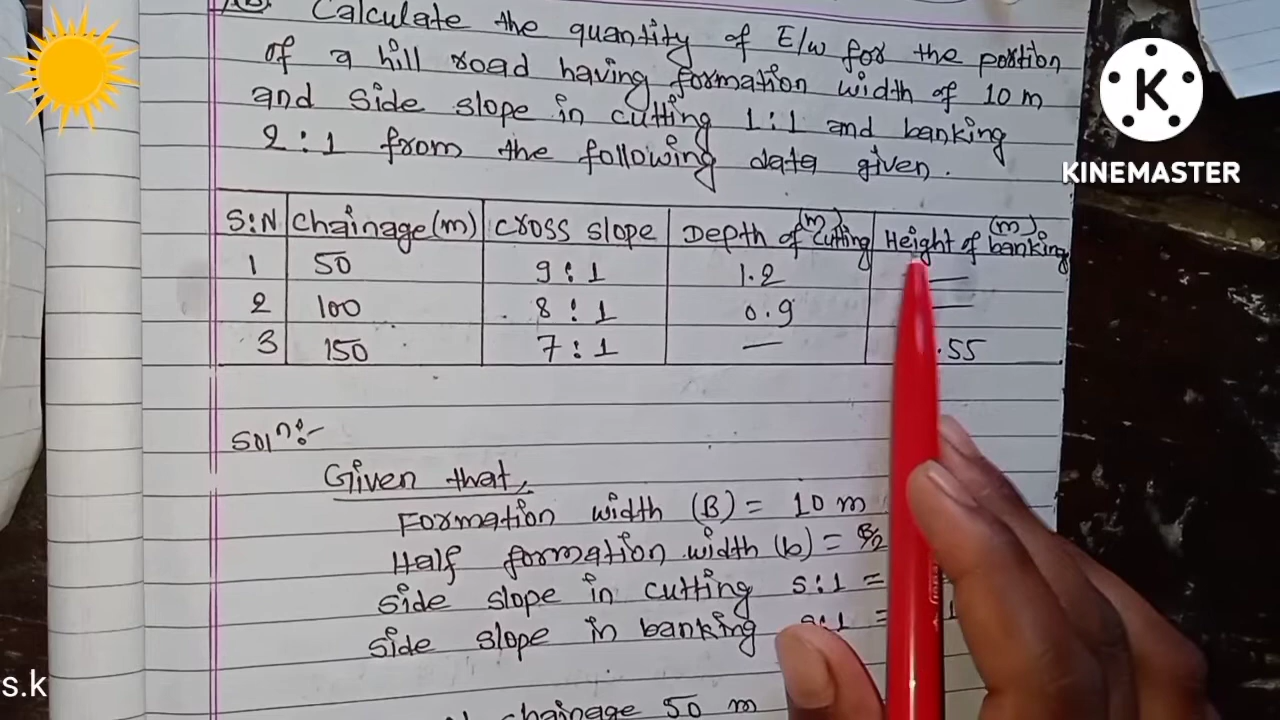 Calculate the quantity of E/w for the portion
of a hill road having formation width of 10 m
and side slope in cutting 1:1 and banking
2:1 from the following data given.
S:N Chainage (m) Cross slope Depth of cutting (m) Height of banking (m)
1 50 9:1 1.2 —
2 100 8:1 0.9 —
3 150 7:1 — .55
Solⁿ:-
Given that,
Formation width (B) = 10 m
Half formation width (b) = B/2
side slope in cutting s:1 =
side slope in banking s:1 =
chainage 50 m
K
KINEMASTER
s.k